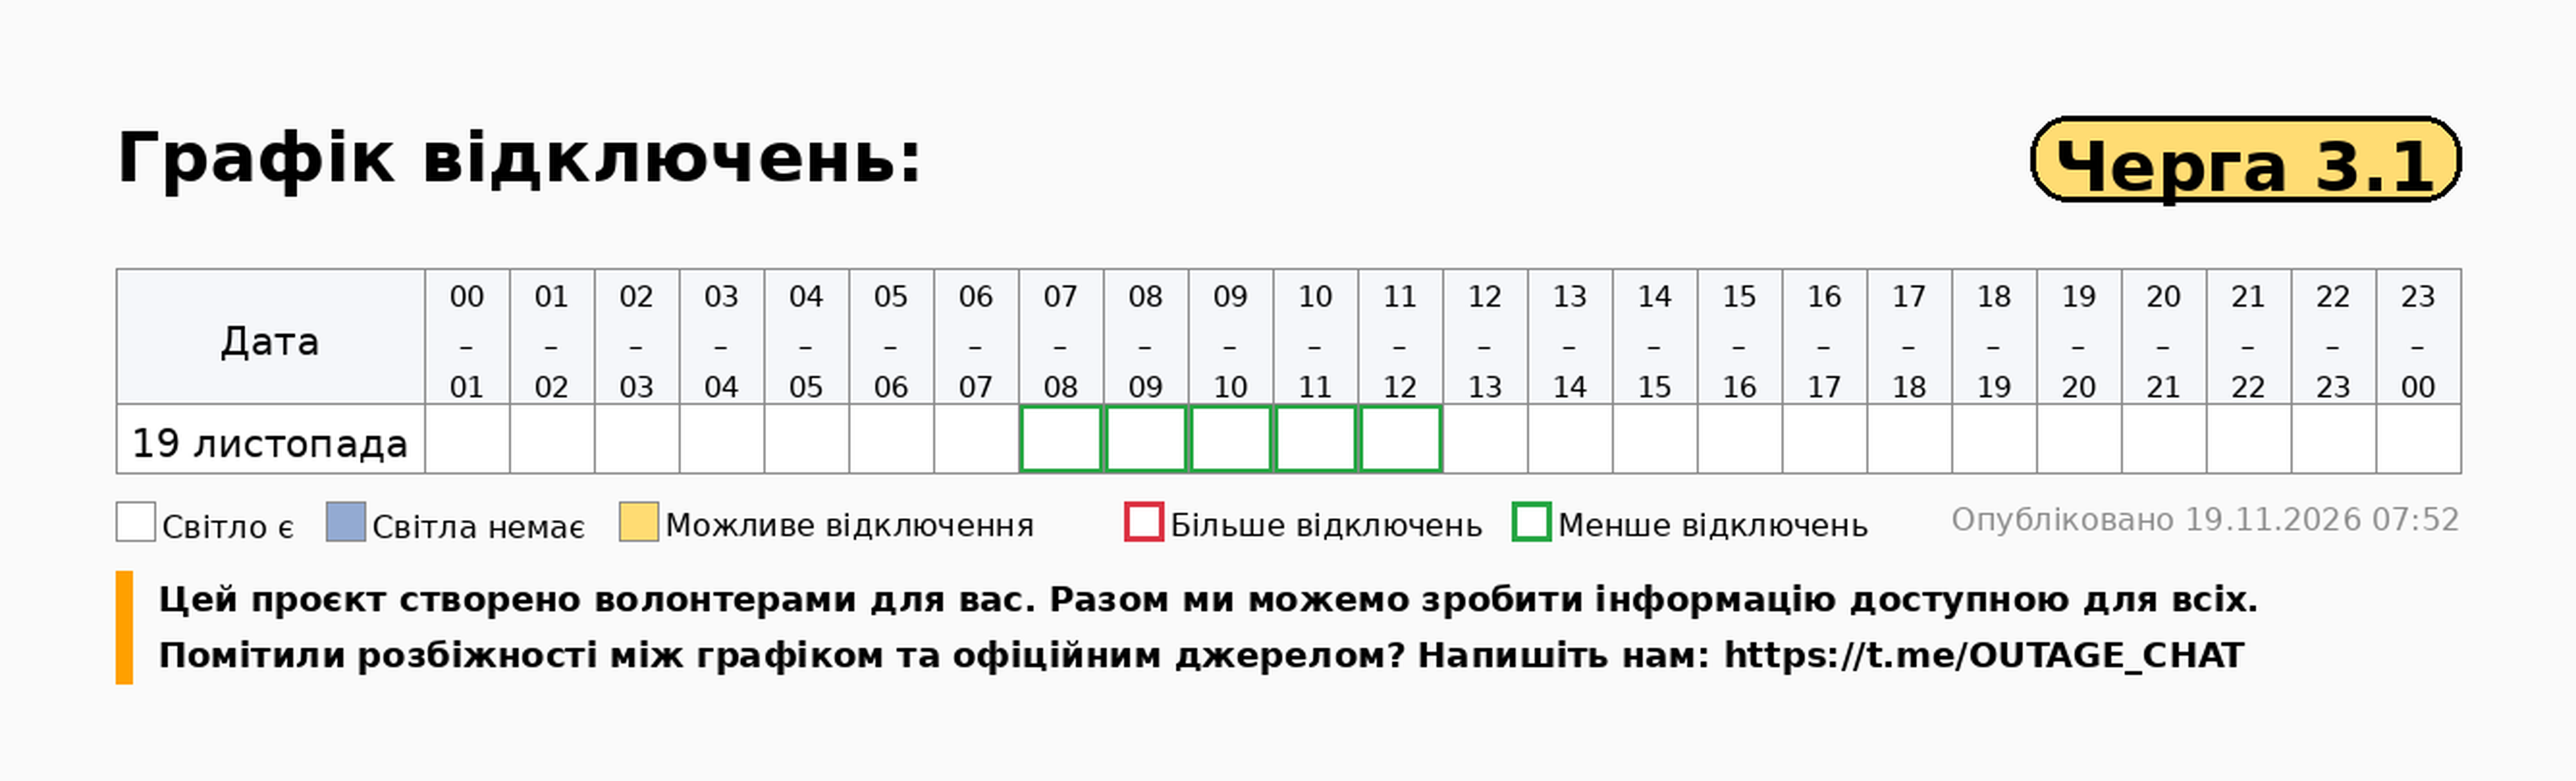 Графік відключень:
Черга 3.1
Дата 00 – 01 01 – 02 02 – 03 03 – 04 04 – 05 05 – 06 06 – 07 07 – 08 08 – 09 09 – 10 10 – 11 11 – 12 12 – 13 13 – 14 14 – 15 15 – 16 16 – 17 17 – 18 18 – 19 19 – 20 20 – 21 21 – 22 22 – 23 23 – 00
19 листопада
Світло є Світла немає Можливе відключення Більше відключень Менше відключень Опубліковано 19.11.2026 07:52
Цей проєкт створено волонтерами для вас. Разом ми можемо зробити інформацію доступною для всіх.
Помітили розбіжності між графіком та офіційним джерелом? Напишіть нам: https://t.me/OUTAGE_CHAT